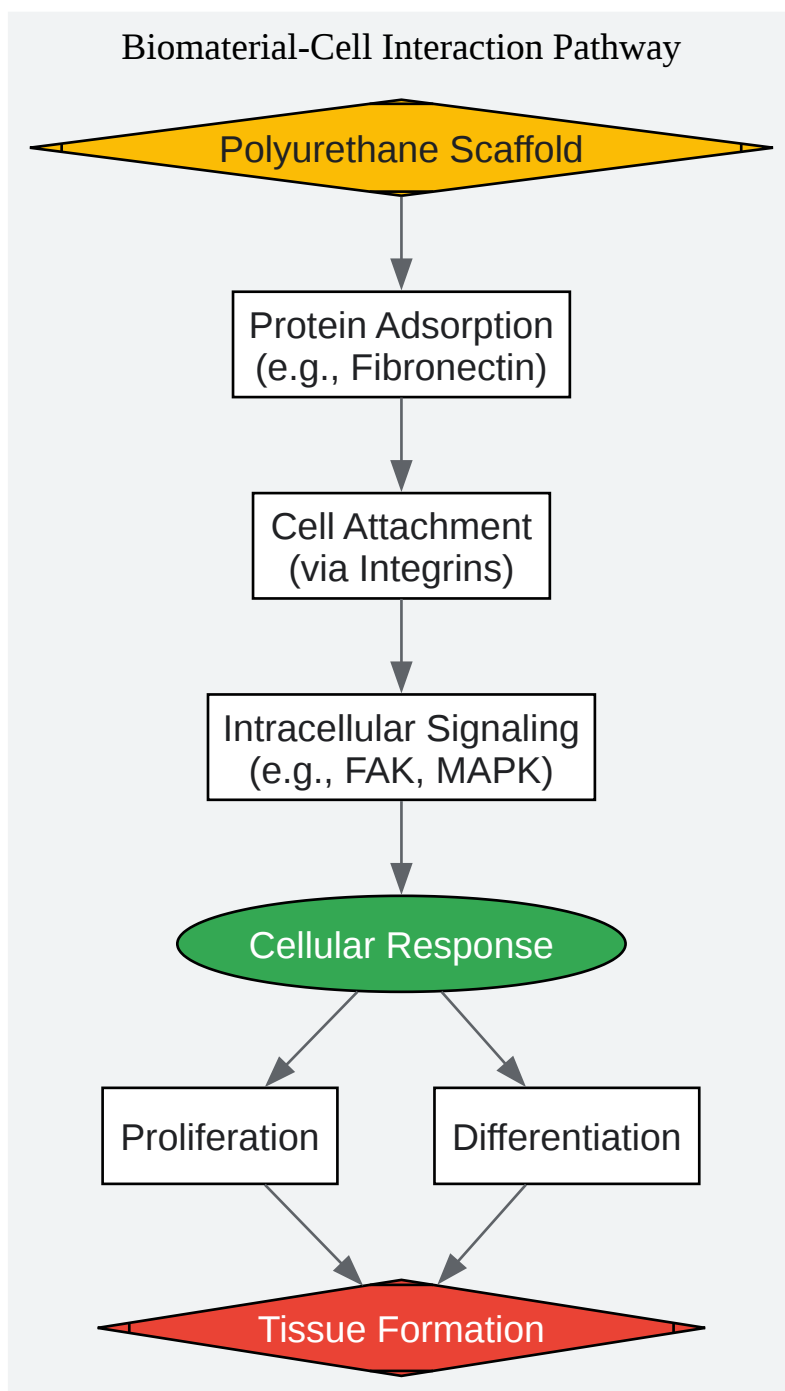 Biomaterial-Cell Interaction Pathway
Polyurethane Scaffold
Protein Adsorption
(e.g., Fibronectin)
Cell Attachment
(via Integrins)
Intracellular Signaling
(e.g., FAK, MAPK)
Cellular Response
Proliferation
Differentiation
Tissue Formation